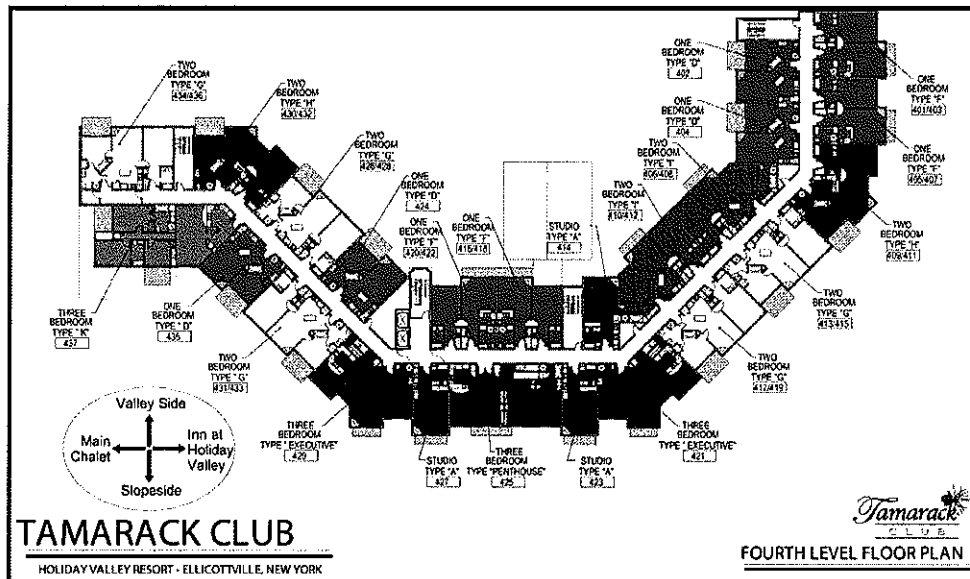 ONE
BEDROOM
TYPE "D"
402
TWO
BEDROOM
TYPE "G"
434/436
TWO
BEDROOM
TYPE "H"
430/432
ONE
BEDROOM
TYPE "F"
401/403
ONE
BEDROOM
TYPE "D"
404
TWO
BEDROOM
TYPE "G"
426/428
TWO
BEDROOM
TYPE "I"
406/408
ONE
BEDROOM
TYPE "F"
405/407
ONE
BEDROOM
TYPE "D"
424
TWO
BEDROOM
TYPE "I"
410/412
ONE
BEDROOM
TYPE "F"
420/422
ONE
BEDROOM
TYPE "F"
416/418
STUDIO
TYPE "A"
414
TWO
BEDROOM
TYPE "H"
409/411
THREE
BEDROOM
TYPE "K"
437
ONE
BEDROOM
TYPE "D"
435
TWO
BEDROOM
TYPE "G"
413/415
TWO
BEDROOM
TYPE "G"
431/433
TWO
BEDROOM
TYPE "G"
417/419
THREE
BEDROOM
TYPE "EXECUTIVE"
429
STUDIO
TYPE "A"
427
THREE
BEDROOM
TYPE "PENTHOUSE"
425
STUDIO
TYPE "A"
423
THREE
BEDROOM
TYPE "EXECUTIVE"
421
Valley Side
Main
Chalet
Inn at
Holiday
Valley
Slopeside
TAMARACK CLUB
HOLIDAY VALLEY RESORT - ELLICOTTVILLE, NEW YORK
Tamarack
CLUB
FOURTH LEVEL FLOOR PLAN